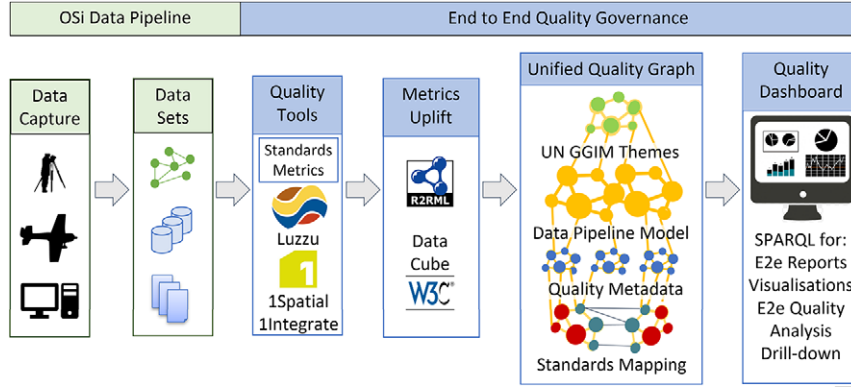 OSi Data Pipeline
End to End Quality Governance
Data
Capture
Data
Sets
Quality
Tools
Standards
Metrics
Luzzu
1
1Spatial
1Integrate
Metrics
Uplift
R2RML
Data
Cube
W3C®
Unified Quality Graph
UN GGIM Themes
Data Pipeline Model
Quality Metadata
Standards Mapping
Quality
Dashboard
SPARQL for:
E2e Reports
Visualisations
E2e Quality
Analysis
Drill-down